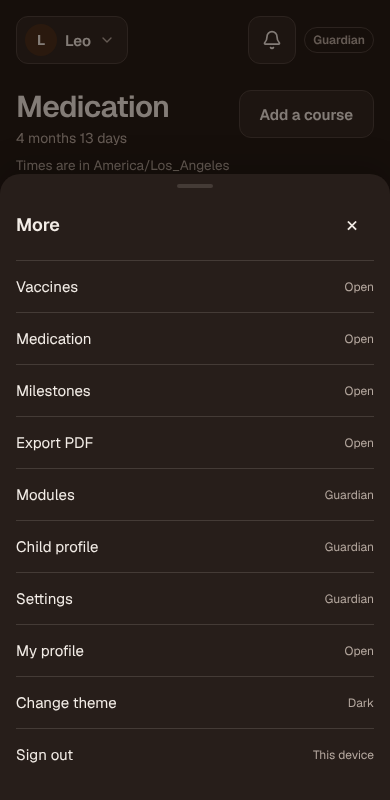 L Leo
Guardian
Medication
Add a course
4 months 13 days
Times are in America/Los_Angeles
More
Vaccines Open
Medication Open
Milestones Open
Export PDF Open
Modules Guardian
Child profile Guardian
Settings Guardian
My profile Open
Change theme Dark
Sign out This device